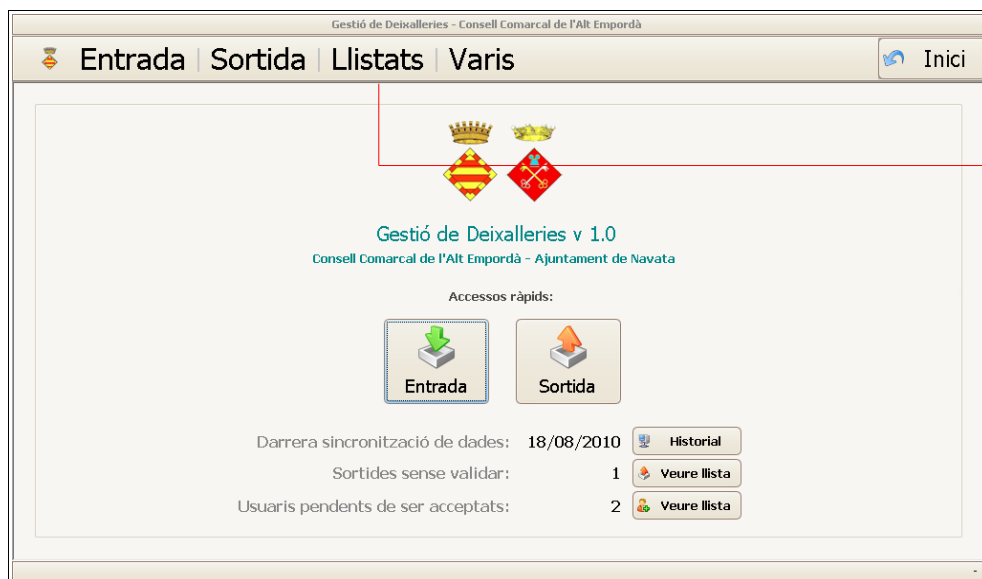 Gestió de Deixalleries - Consell Comarcal de l'Alt Empordà
Entrada | Sortida | Llistats | Varis
Inici
Gestió de Deixalleries v 1.0
Consell Comarcal de l'Alt Empordà - Ajuntament de Navata
Accessos ràpids:
Entrada
Sortida
Darrera sincronització de dades: 18/08/2010 Historial
Sortides sense validar: 1 Veure llista
Usuaris pendents de ser acceptats: 2 Veure llista
-